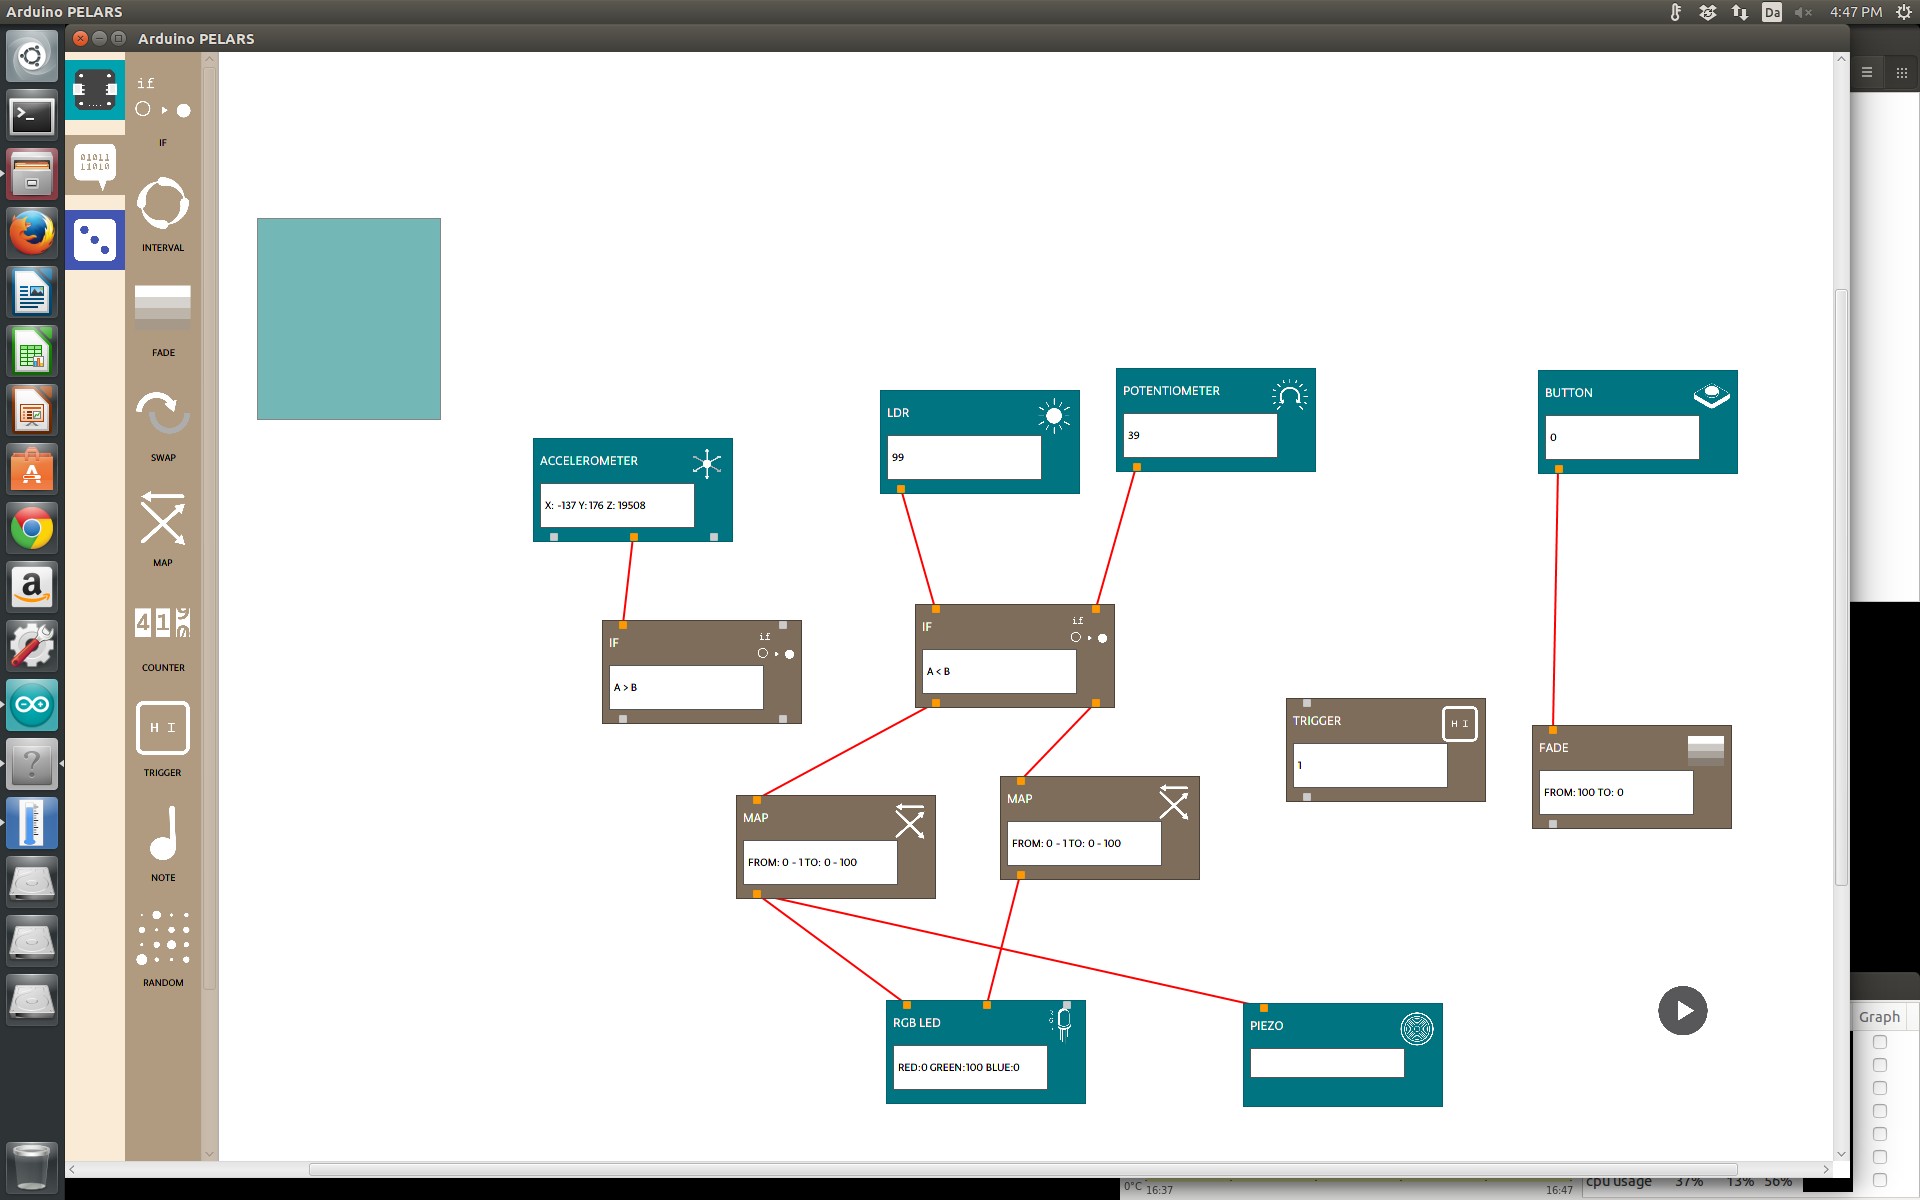 Arduino PELARS
Da
4:47 PM
Arduino PELARS
if
IF
01011
11010
INTERVAL
FADE
SWAP
MAP
COUNTER
H I
TRIGGER
NOTE
RANDOM
POTENTIOMETER
39
BUTTON
0
LDR
99
ACCELEROMETER
X: -137 Y: 176 Z: 19508
IF
if
A > B
IF
if
A < B
TRIGGER
H I
1
FADE
FROM: 100 TO: 0
MAP
FROM: 0 - 1 TO: 0 - 100
MAP
FROM: 0 - 1 TO: 0 - 100
RGB LED
RED:0 GREEN:100 BLUE:0
PIEZO
Graph
0°C
16:37
16:47
cpu usage
37%
13%
56%